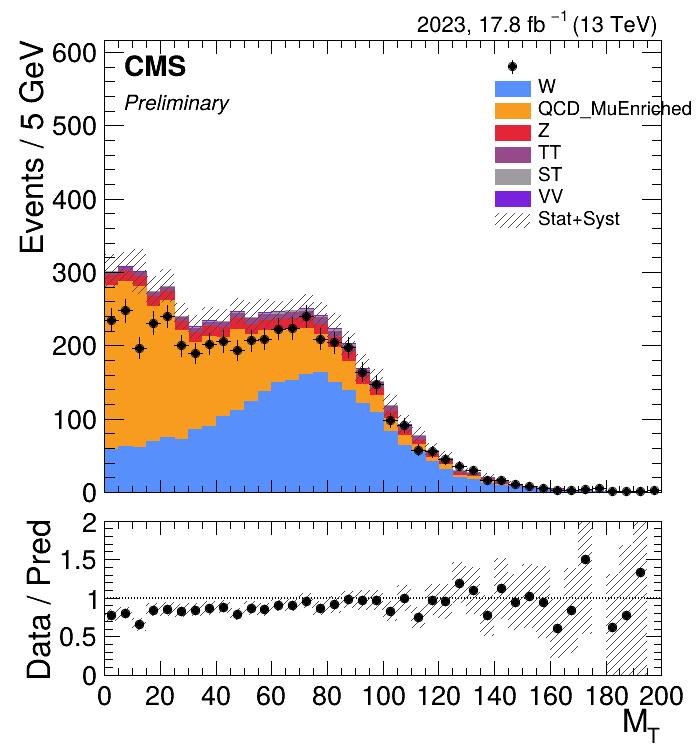 2023, 17.8 fb⁻¹ (13 TeV)
CMS
Preliminary
W
QCD_MuEnriched
Z
TT
ST
VV
Stat+Syst
Events / 5 GeV
600
500
400
300
200
100
0
Data / Pred
2
1.5
1
0.5
0
0 20 40 60 80 100 120 140 160 180 200
M_T